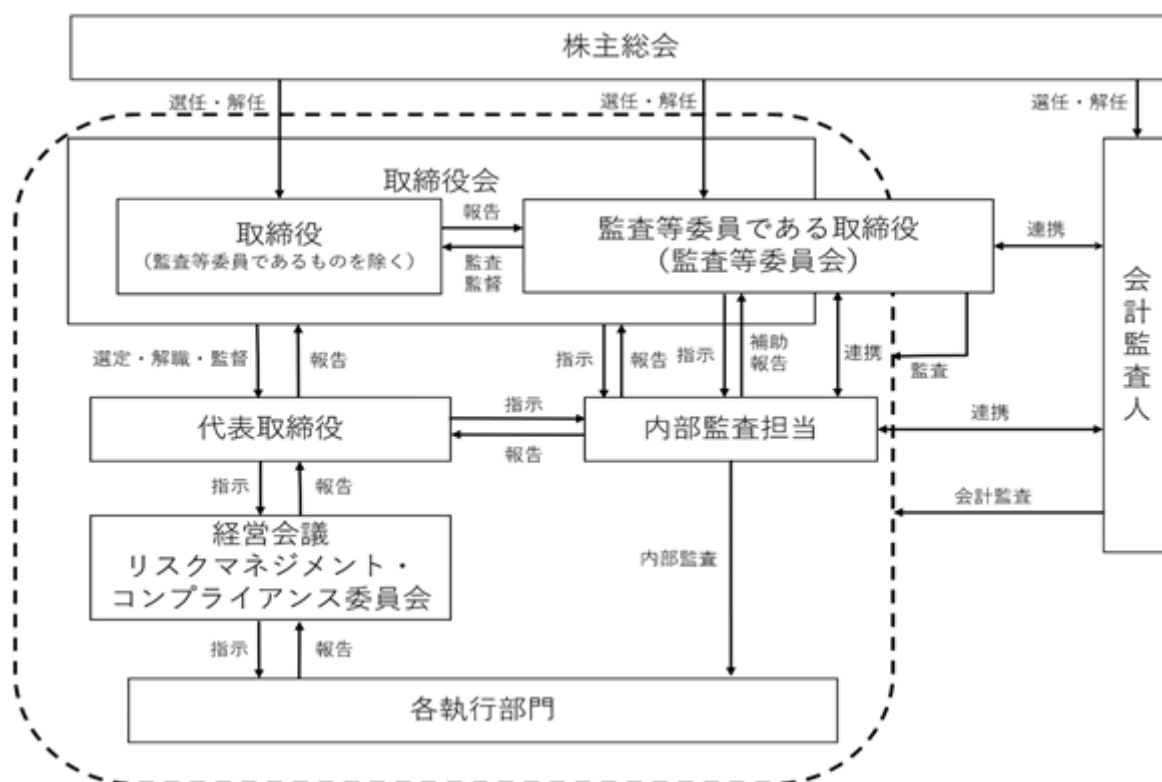 株主総会
選任・解任
選任・解任
選任・解任
取締役会
取締役
（監査等委員であるものを除く）
報告
監査
監督
監査等委員である取締役
（監査等委員会）
連携
会計監査人
選定・解職・監督
報告
指示
報告
指示
補助
報告
連携
監査
代表取締役
指示
報告
内部監査担当
連携
指示
報告
会計監査
経営会議
リスクマネジメント・
コンプライアンス委員会
内部監査
指示
報告
各執行部門